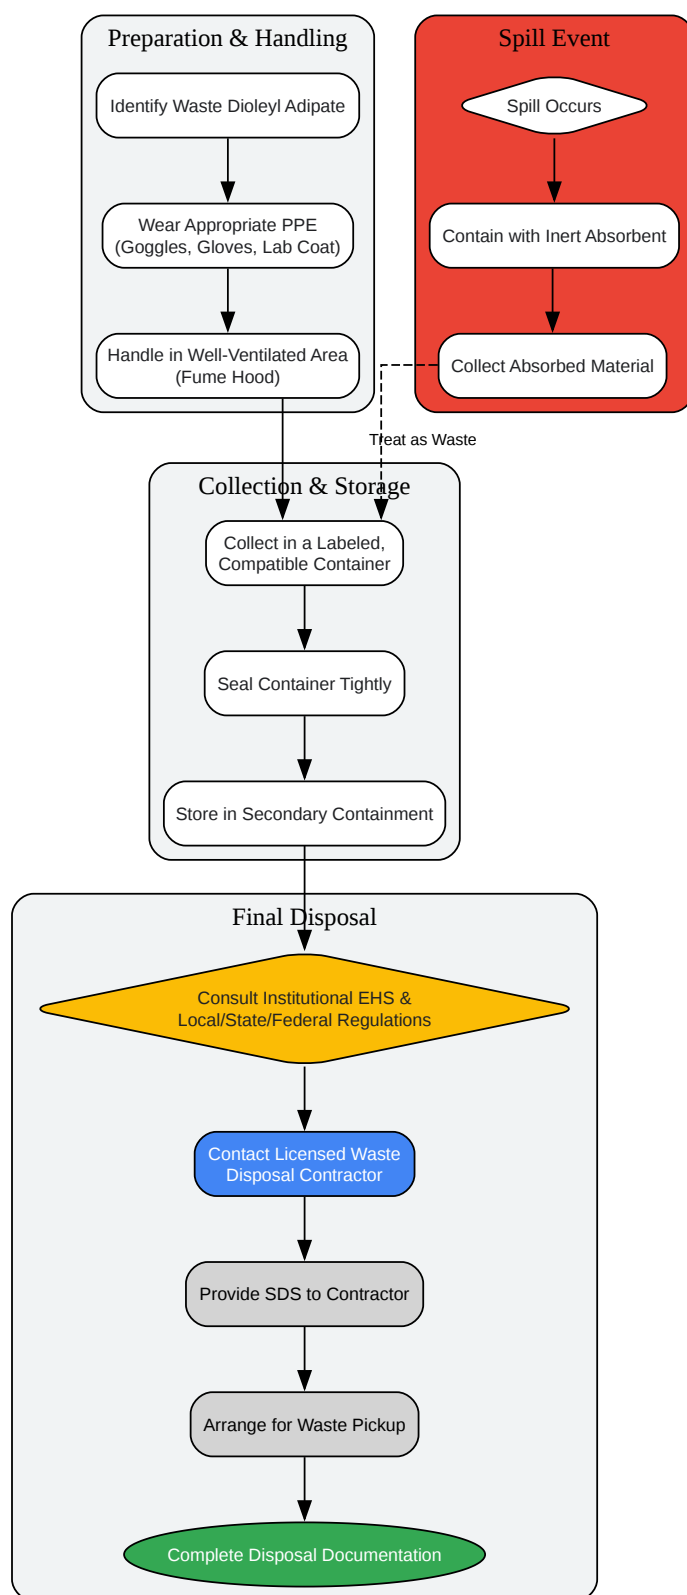 Preparation & Handling
Identify Waste Dioleyl Adipate
Wear Appropriate PPE
(Goggles, Gloves, Lab Coat)
Handle in Well-Ventilated Area
(Fume Hood)
Spill Event
Spill Occurs
Contain with Inert Absorbent
Collect Absorbed Material
Treat as Waste
Collection & Storage
Collect in a Labeled,
Compatible Container
Seal Container Tightly
Store in Secondary Containment
Final Disposal
Consult Institutional EHS &
Local/State/Federal Regulations
Contact Licensed Waste
Disposal Contractor
Provide SDS to Contractor
Arrange for Waste Pickup
Complete Disposal Documentation